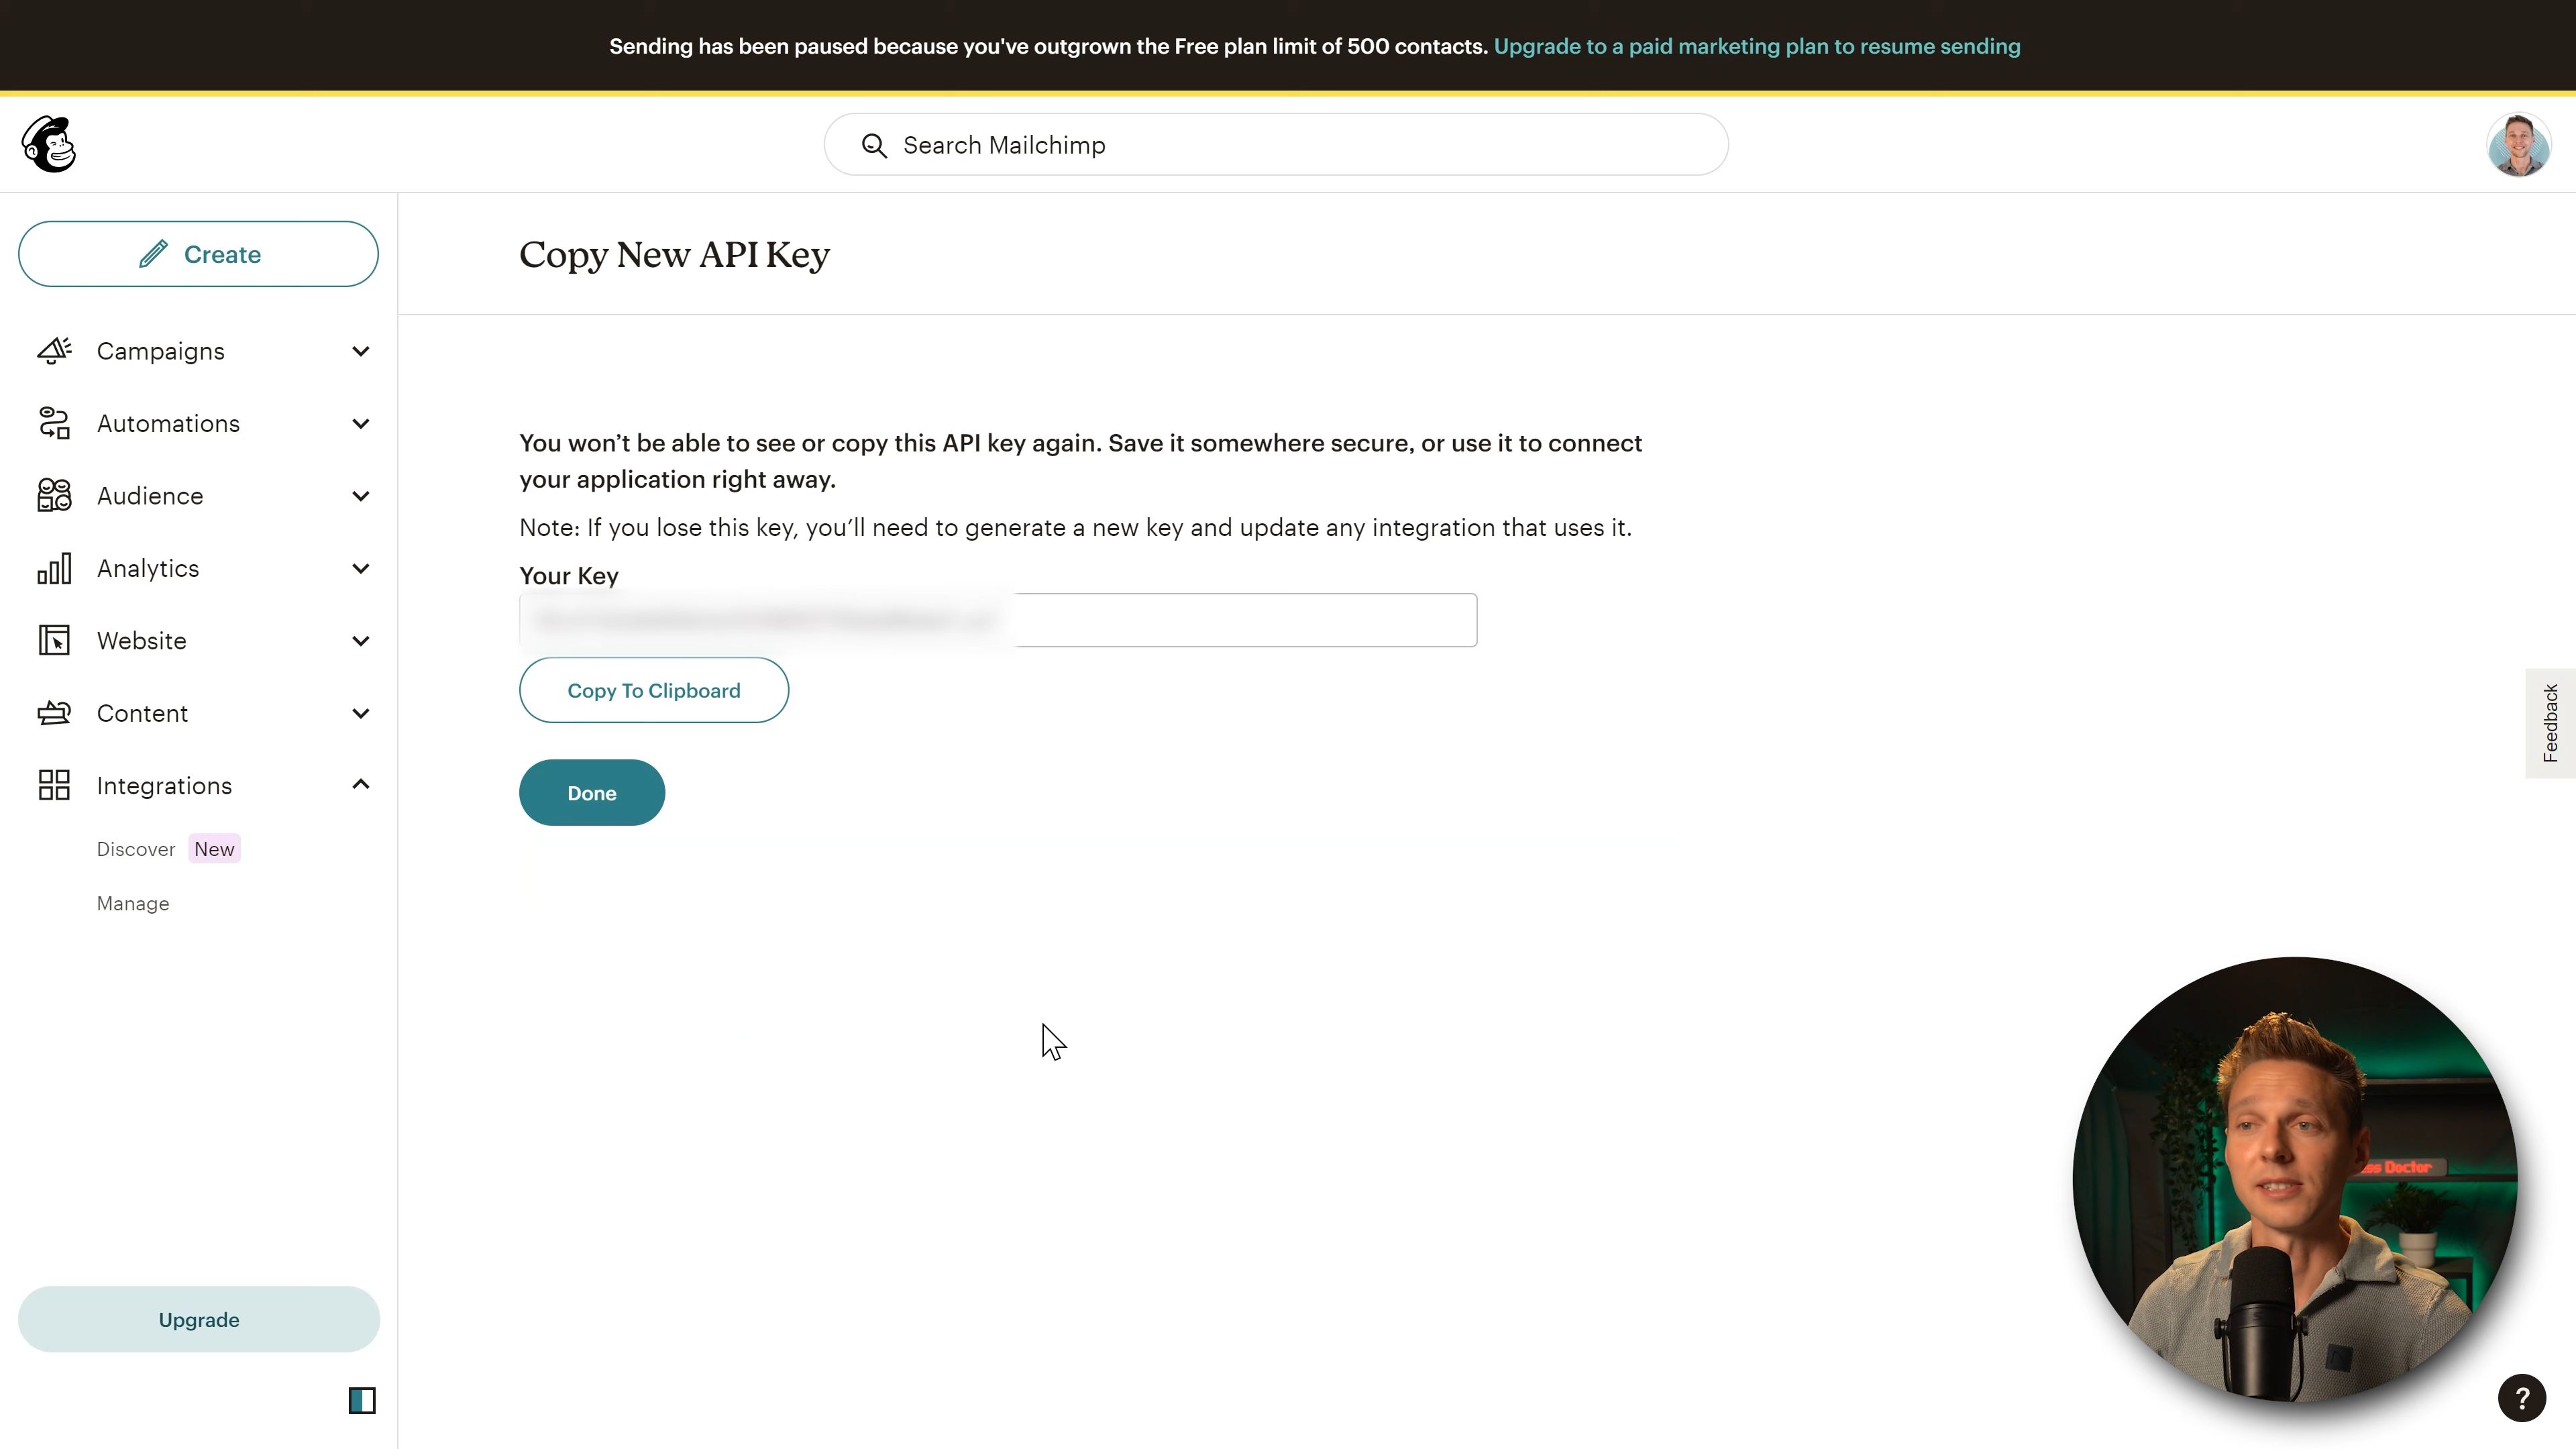 Sending has been paused because you've outgrown the Free plan limit of 500 contacts. Upgrade to a paid marketing plan to resume sending
Search Mailchimp
Create
Campaigns
Automations
Audience
Analytics
Website
Content
Integrations
Discover New
Manage
Upgrade
Copy New API Key
You won’t be able to see or copy this API key again. Save it somewhere secure, or use it to connect
your application right away.
Note: If you lose this key, you’ll need to generate a new key and update any integration that uses it.
Your Key
Copy To Clipboard
Done
Feedback
Doctor
?